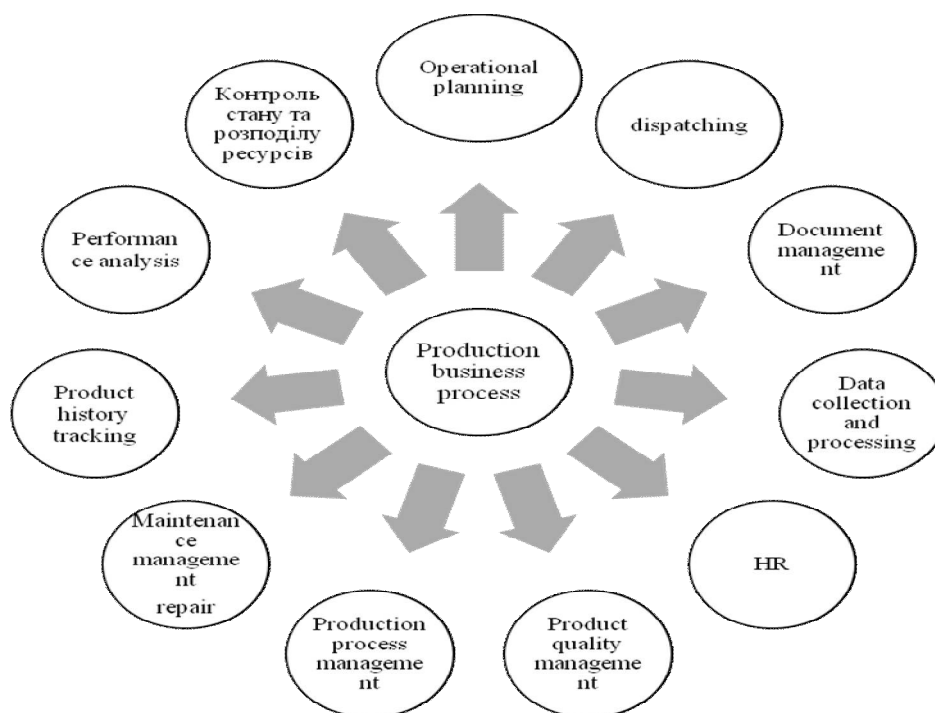 Operational
planning
Контроль
стану та
розподілу
ресурсів
dispatching
Performan
ce analysis
Document
manageme
nt
Production
business
process
Product
history
tracking
Data
collection
and
processing
Maintenan
ce
manageme
nt
repair
HR
Production
process
manageme
nt
Product
quality
manageme
nt